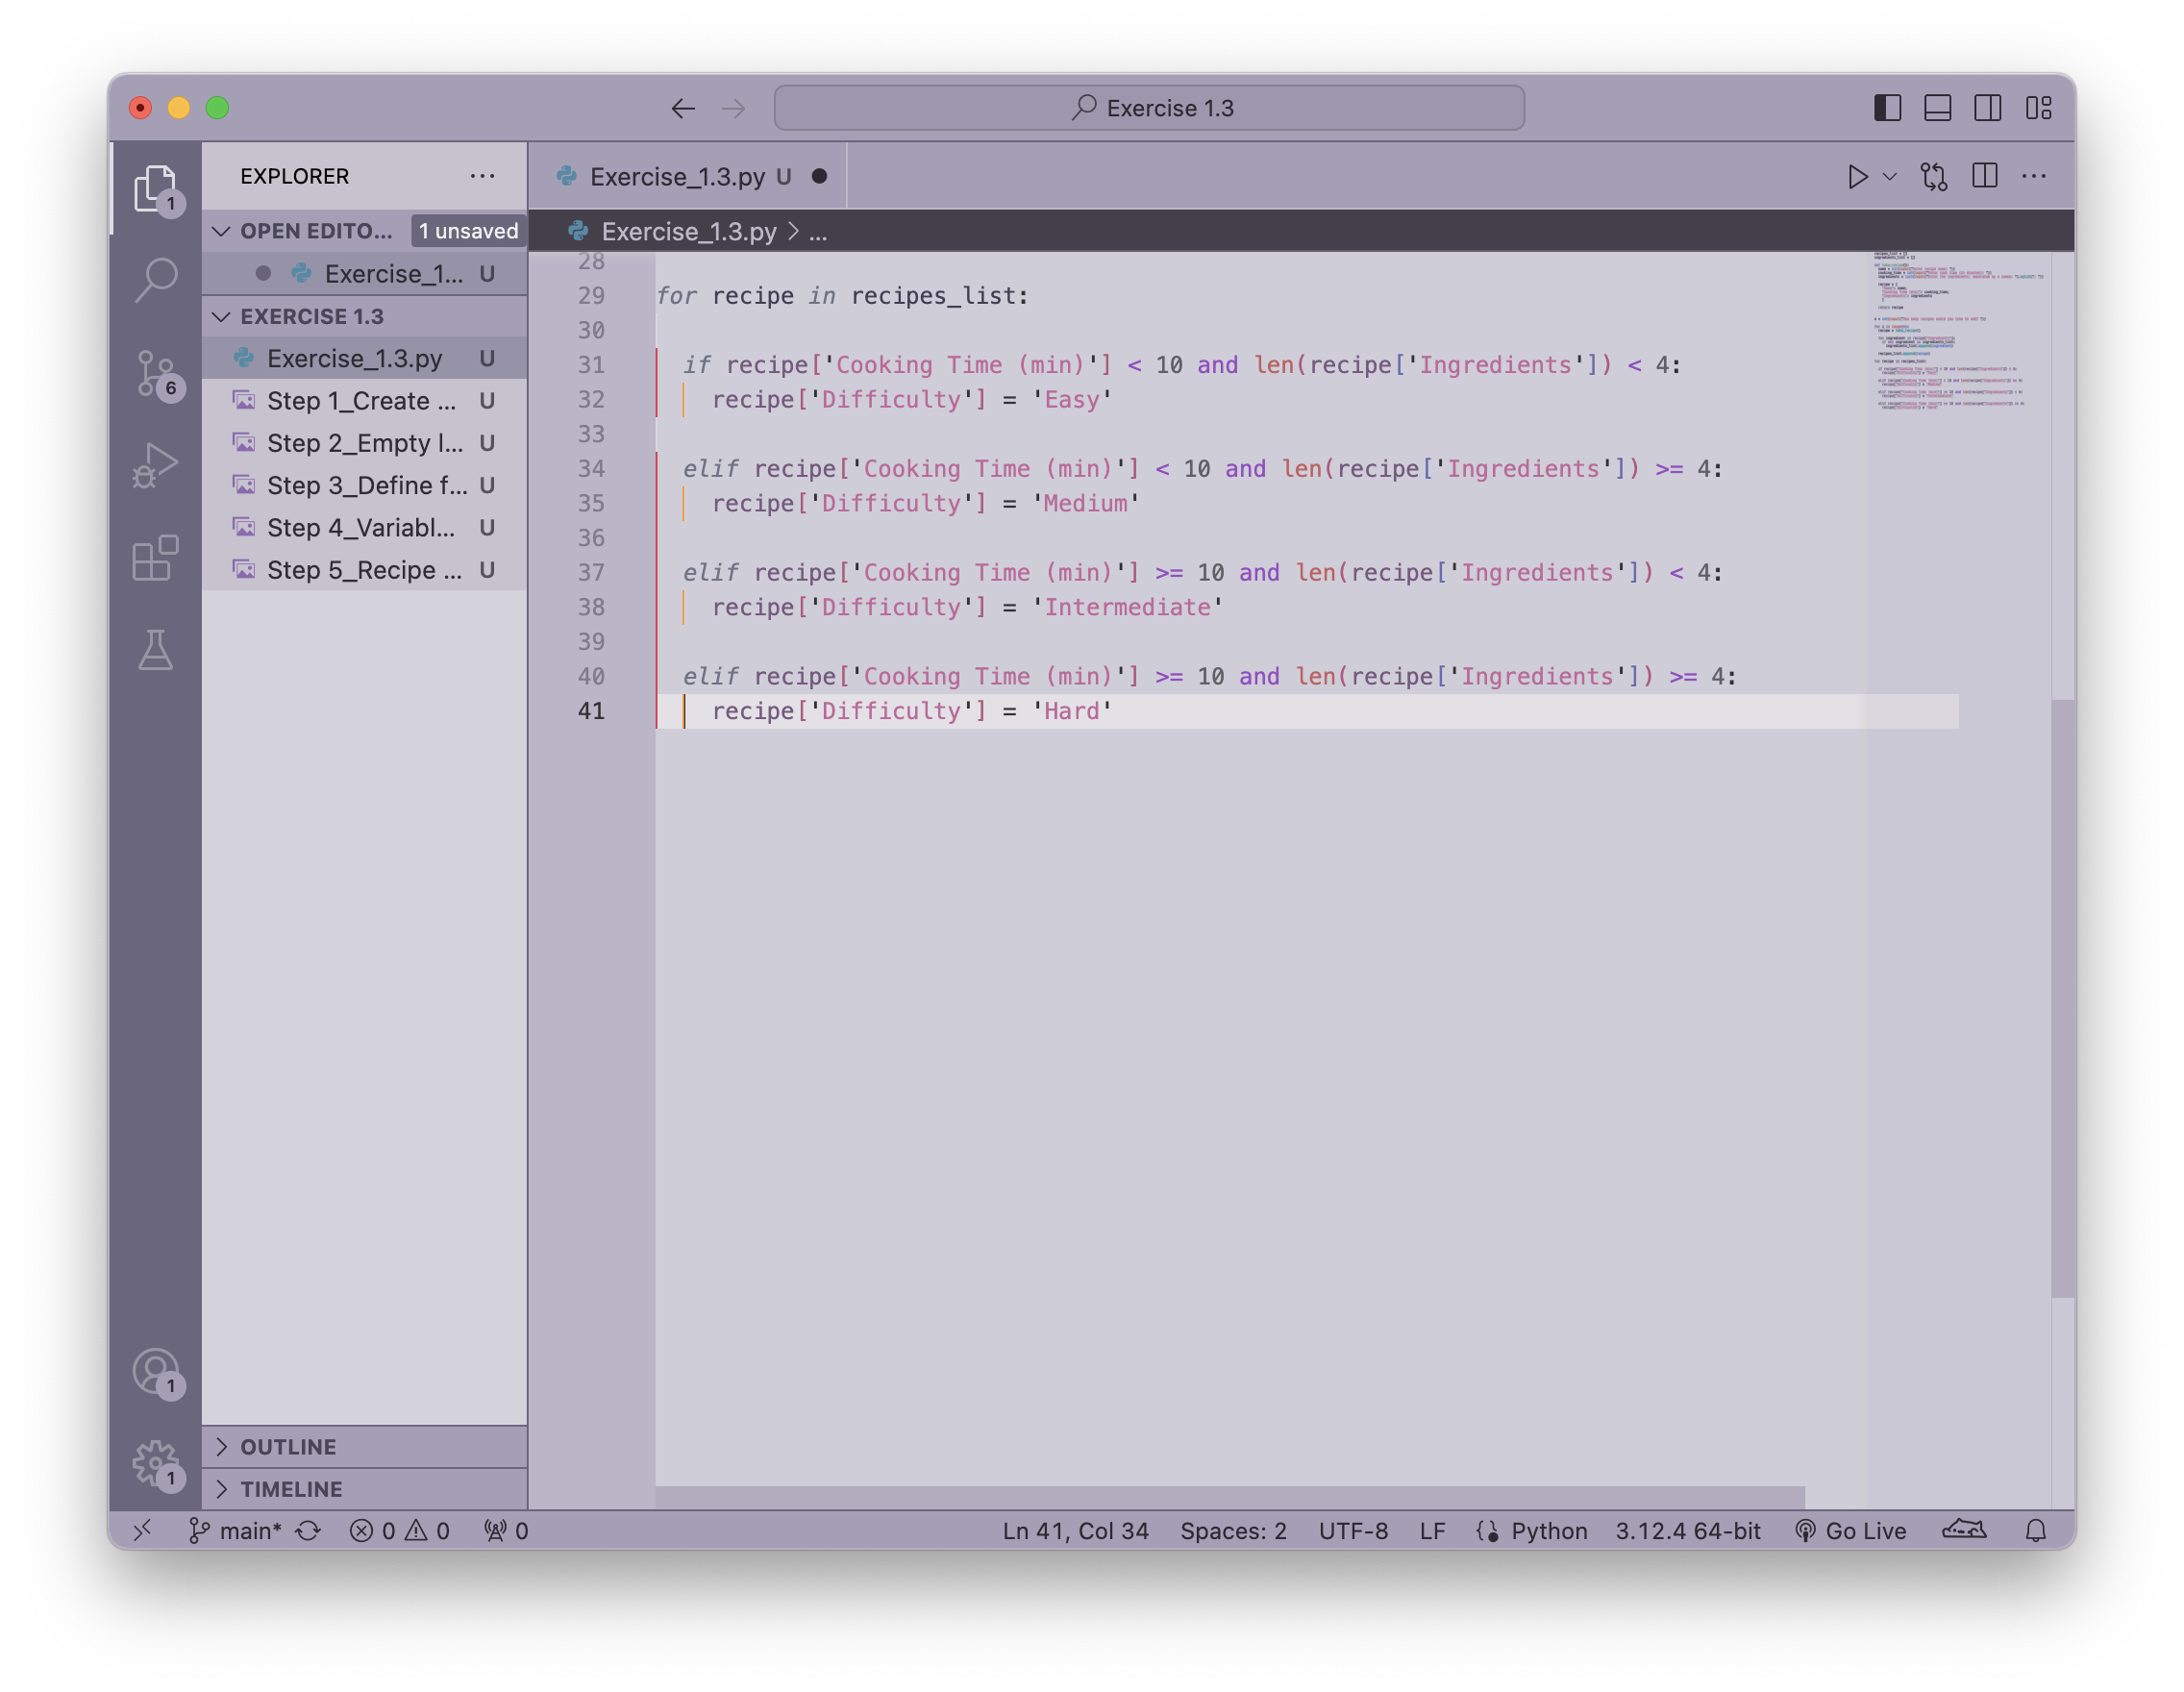 Exercise 1.3
EXPLORER
Exercise_1.3.py U
1
OPEN EDITO... 1 unsaved
Exercise_1.3.py > ...
Exercise_1... U
EXERCISE 1.3
Exercise_1.3.py U
6
Step 1_Create ... U
Step 2_Empty l... U
Step 3_Define f... U
Step 4_Variabl... U
Step 5_Recipe ... U
28
29 for recipe in recipes_list:
30
31 if recipe['Cooking Time (min)'] < 10 and len(recipe['Ingredients']) < 4:
32 recipe['Difficulty'] = 'Easy'
33
34 elif recipe['Cooking Time (min)'] < 10 and len(recipe['Ingredients']) >= 4:
35 recipe['Difficulty'] = 'Medium'
36
37 elif recipe['Cooking Time (min)'] >= 10 and len(recipe['Ingredients']) < 4:
38 recipe['Difficulty'] = 'Intermediate'
39
40 elif recipe['Cooking Time (min)'] >= 10 and len(recipe['Ingredients']) >= 4:
41 recipe['Difficulty'] = 'Hard'
1
OUTLINE
1
TIMELINE
main* 0 0 0 Ln 41, Col 34 Spaces: 2 UTF-8 LF Python 3.12.4 64-bit Go Live